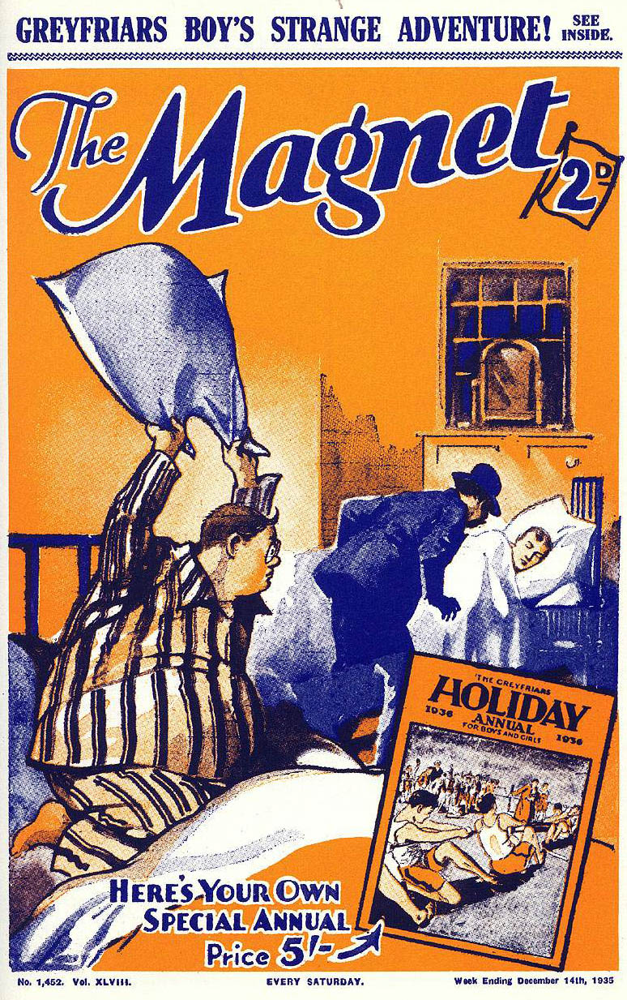 GREYFRIARS BOY'S STRANGE ADVENTURE! SEE INSIDE.
The Magnet
2D
'THE GREYFRIARS
HOLIDAY
1936 ANNUAL 1936
FOR BOYS AND GIRLS
HERE'S YOUR OWN
SPECIAL ANNUAL
Price 5/-
No. 1,452. Vol. XLVIII. EVERY SATURDAY. Week Ending December 14th, 1935